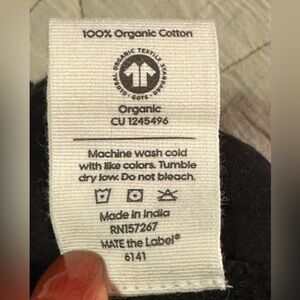 100% Organic Cotton
GLOBAL ORGANIC TEXTILE STANDARD
· GOTS ·
Organic
CU 1245496
Machine wash cold
with like colors. Tumble
dry low. Do not bleach.
Made in India
RN157267
MATE the Label®
6141